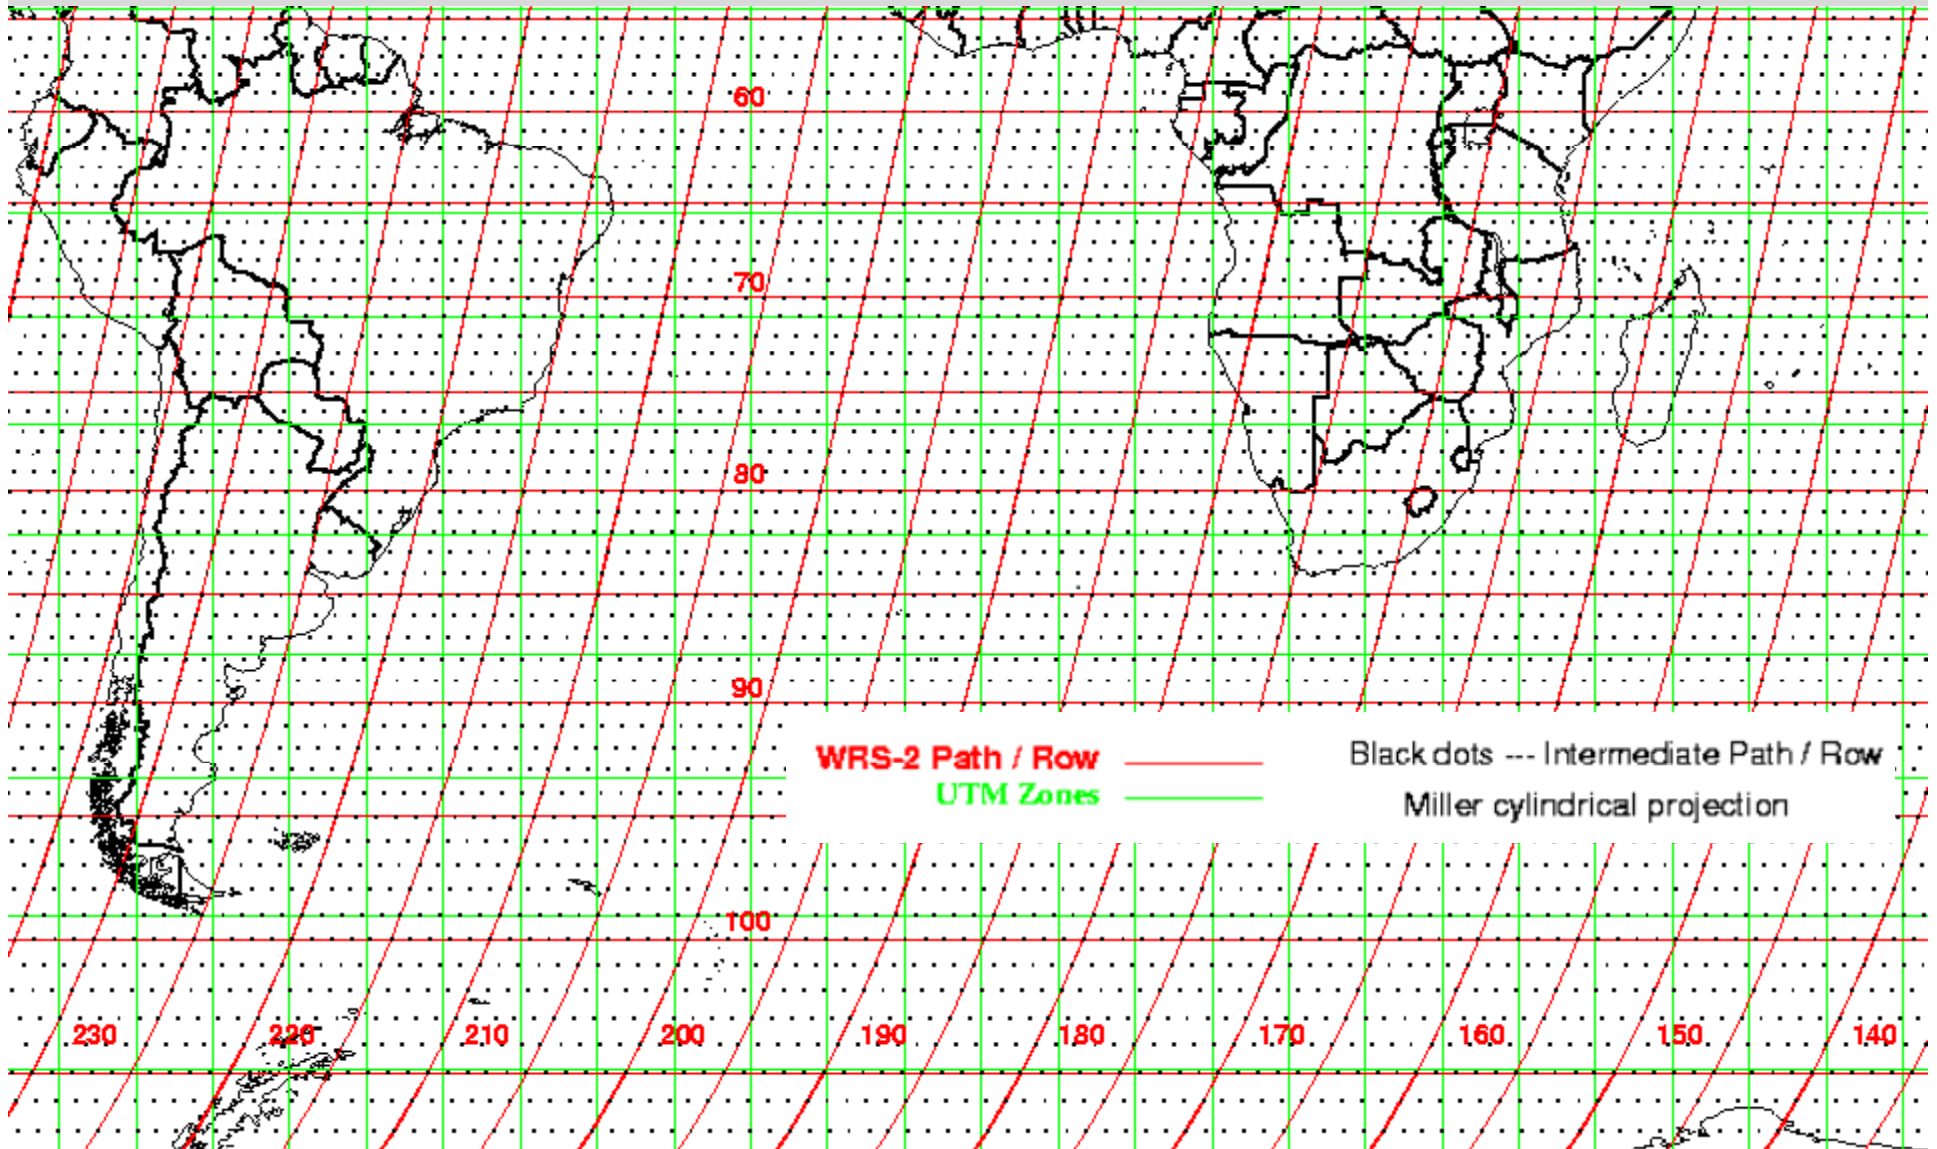 60
70
80
90
WRS-2 Path / Row
UTM Zones
Black dots --- Intermediate Path / Row
Miller cylindrical projection
100
230 220 210 200 190 180 170 160 150 140